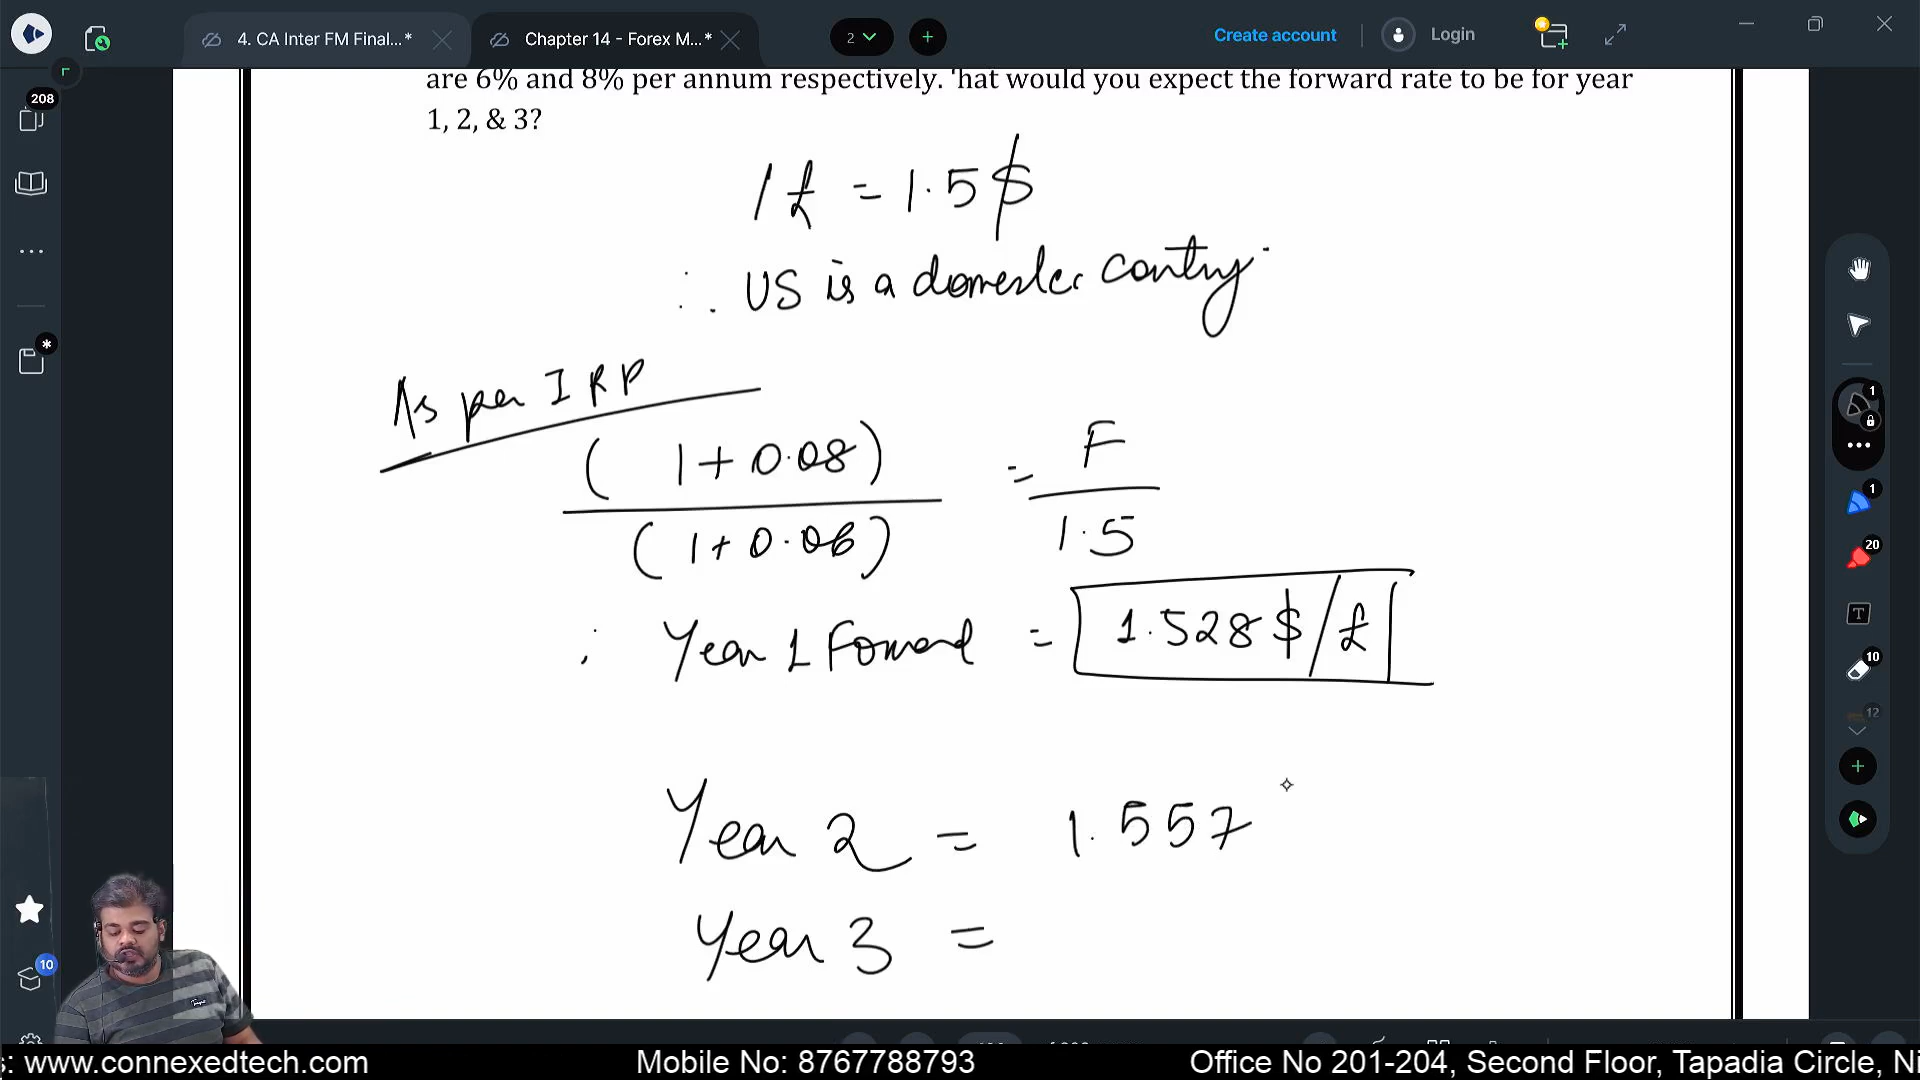 4. CA Inter FM Final...*
Chapter 14 - Forex M...*
2
Create account
Login
208
are 6% and 8% per annum respectively. 'hat would you expect the forward rate to be for year
1, 2, & 3?
1 £ = 1.5 $
∴ US is a domestic country
As per IRP
(1 + 0.08) / (1 + 0.06) = F / 1.5
∴ Year 1 Forward = 1.528 $/£
Year 2 = 1.557
Year 3 =
1
1
20
T
10
12
10
s: www.connexedtech.com Mobile No: 8767788793 Office No 201-204, Second Floor, Tapadia Circle, Ni